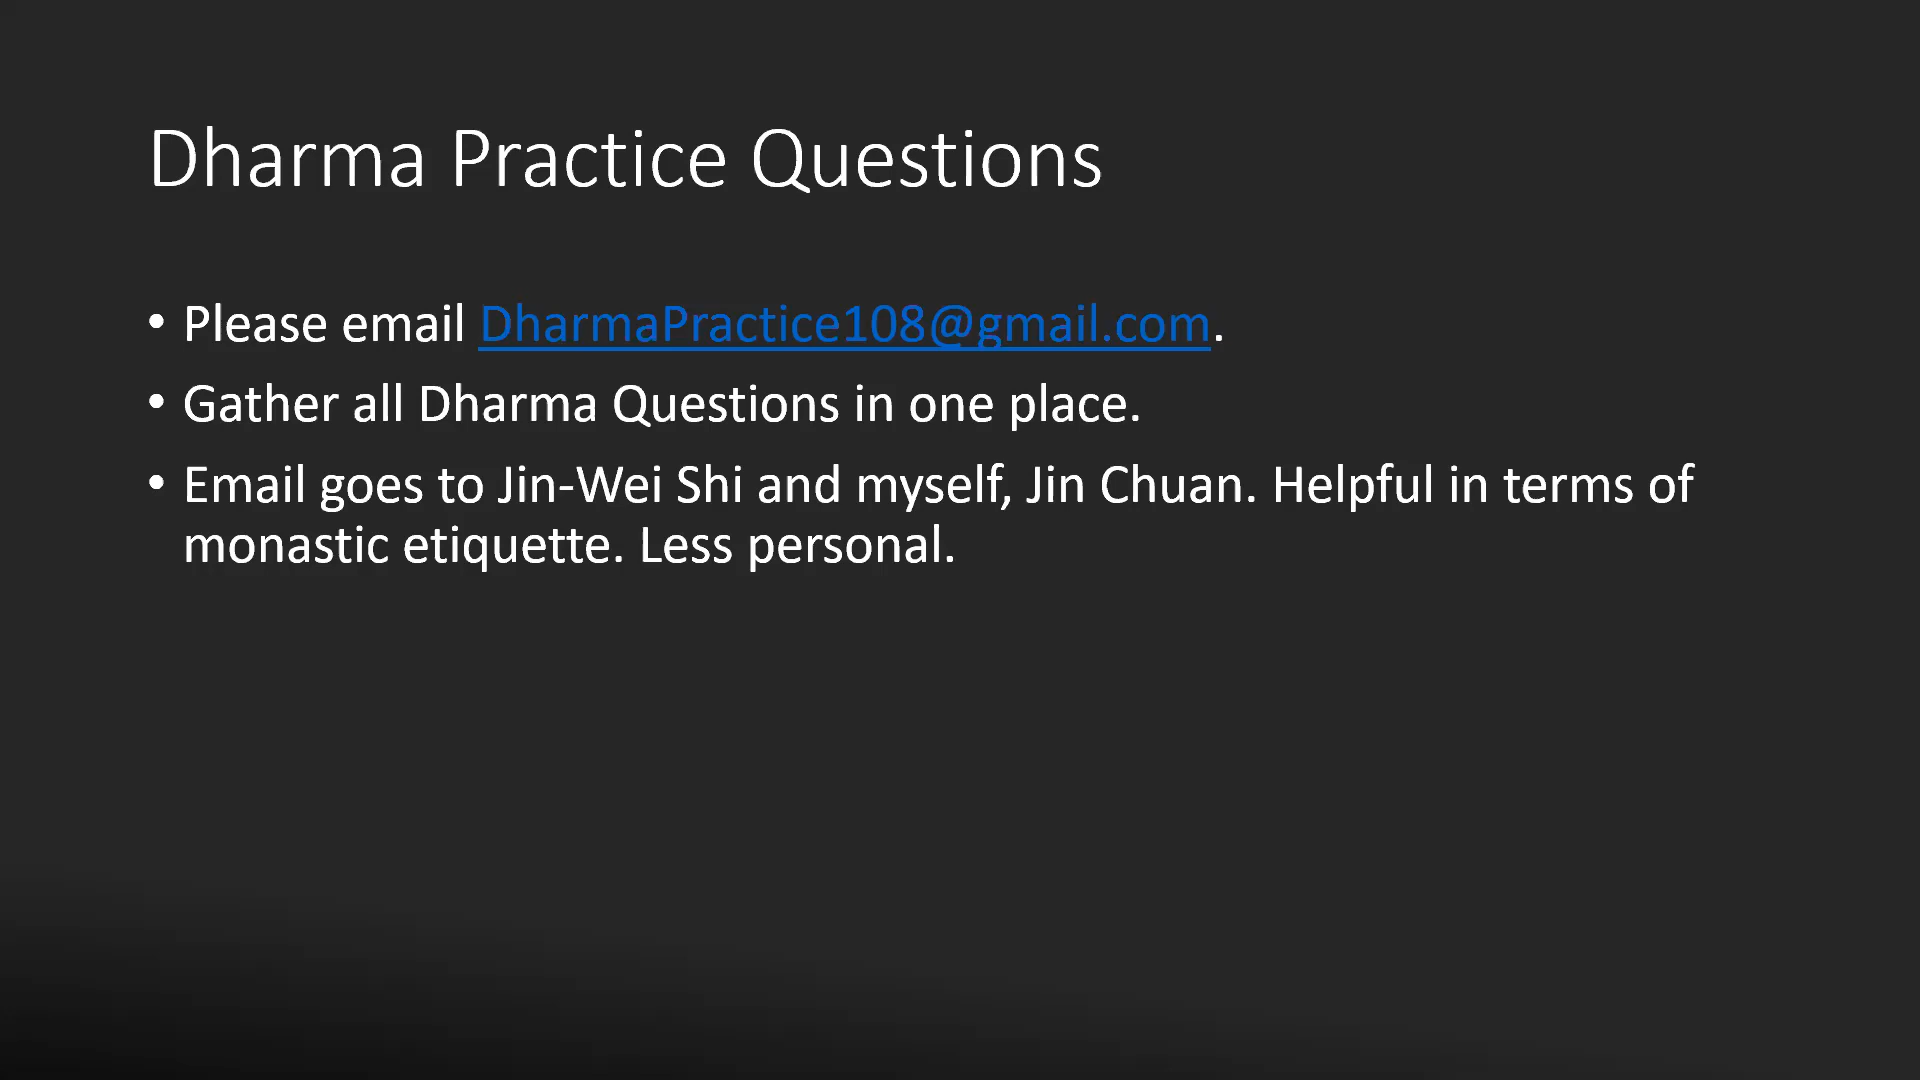 Dharma Practice Questions
• Please email DharmaPractice108@gmail.com.
• Gather all Dharma Questions in one place.
• Email goes to Jin-Wei Shi and myself, Jin Chuan. Helpful in terms of
monastic etiquette. Less personal.